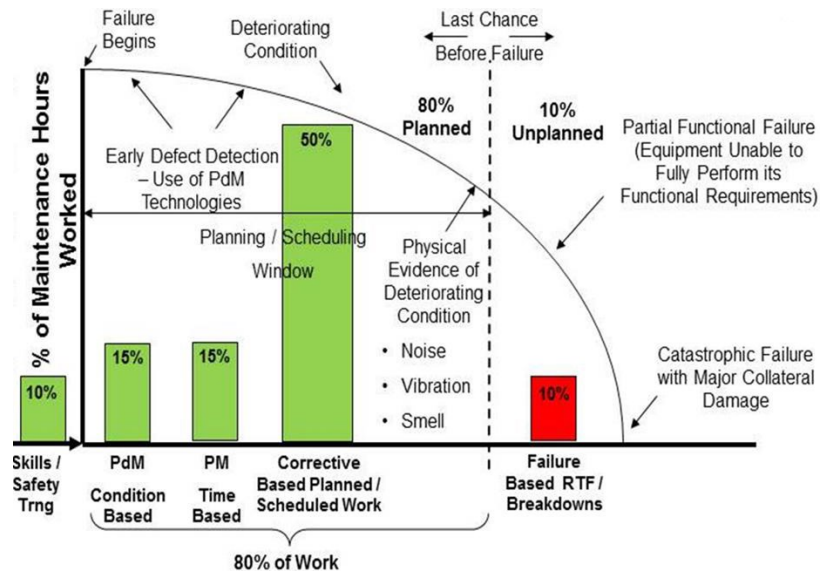 Failure
Begins
Deteriorating
Condition
Last Chance
Before Failure
80%
Planned
10%
Unplanned
Partial Functional Failure
(Equipment Unable to
Fully Perform its
Functional Requirements)
Early Defect Detection
– Use of PdM
Technologies
Planning / Scheduling
Window
Physical
Evidence of
Deteriorating
Condition
• Noise
• Vibration
• Smell
Catastrophic Failure
with Major Collateral
Damage
% of Maintenance Hours
Worked
10%
15%
15%
50%
10%
Skills /
Safety
Trng
PdM
Condition
Based
PM
Time
Based
Corrective
Based Planned /
Scheduled Work
Failure
Based RTF /
Breakdowns
80% of Work